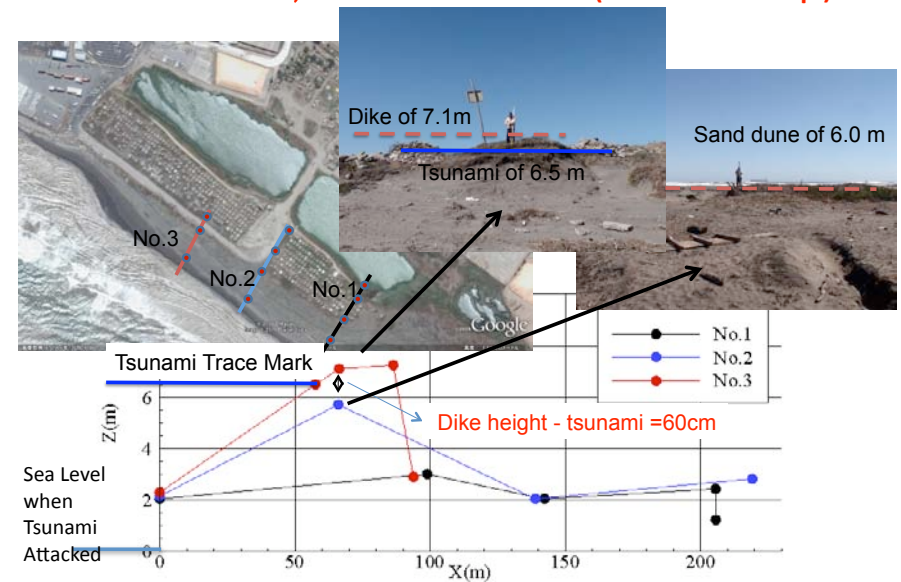 Dike of 7.1m
Tsunami of 6.5 m
Sand dune of 6.0 m
No.3
No.2
No.1
Google
Tsunami Trace Mark
No.1
No.2
No.3
Dike height - tsunami =60cm
Z(m)
6
4
2
0
Sea Level
when
Tsunami
Attacked
0
50
100
150
200
X(m)